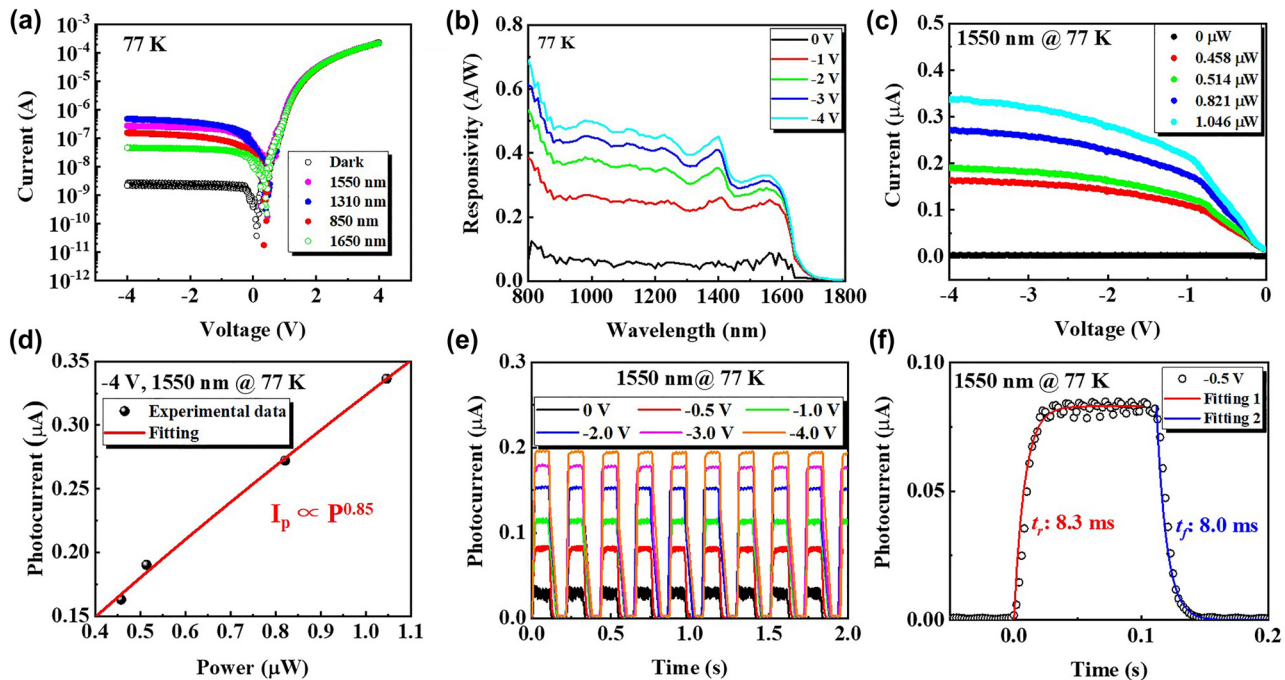 (a)
77 K
10⁻³
10⁻⁴
10⁻⁵
10⁻⁶
10⁻⁷
10⁻⁸
10⁻⁹
10⁻¹⁰
10⁻¹¹
10⁻¹²
Current (A)
Dark
1550 nm
1310 nm
850 nm
1650 nm
-4 -2 0 2 4
Voltage (V)
(b)
77 K
0.8
0.6
0.4
0.2
0.0
Responsivity (A/W)
0 V
-1 V
-2 V
-3 V
-4 V
800 1000 1200 1400 1600 1800
Wavelength (nm)
(c)
1550 nm @ 77 K
0.5
0.4
0.3
0.2
0.1
0.0
Current (μA)
0 μW
0.458 μW
0.514 μW
0.821 μW
1.046 μW
-4 -3 -2 -1 0
Voltage (V)
(d)
-4 V, 1550 nm @ 77 K
Experimental data
Fitting
0.35
0.30
0.25
0.20
0.15
Photocurrent (μA)
Iₚ ∝ P⁰·⁸⁵
0.4 0.5 0.6 0.7 0.8 0.9 1.0 1.1
Power (μW)
(e)
1550 nm@ 77 K
0 V -0.5 V -1.0 V
-2.0 V -3.0 V -4.0 V
0.3
0.2
0.1
0.0
Photocurrent (μA)
0.0 0.5 1.0 1.5 2.0
Time (s)
(f)
1550 nm @ 77 K
-0.5 V
Fitting 1
Fitting 2
0.10
0.05
0.00
Photocurrent (μA)
tᵣ: 8.3 ms
t_f: 8.0 ms
0.0 0.1 0.2
Time (s)